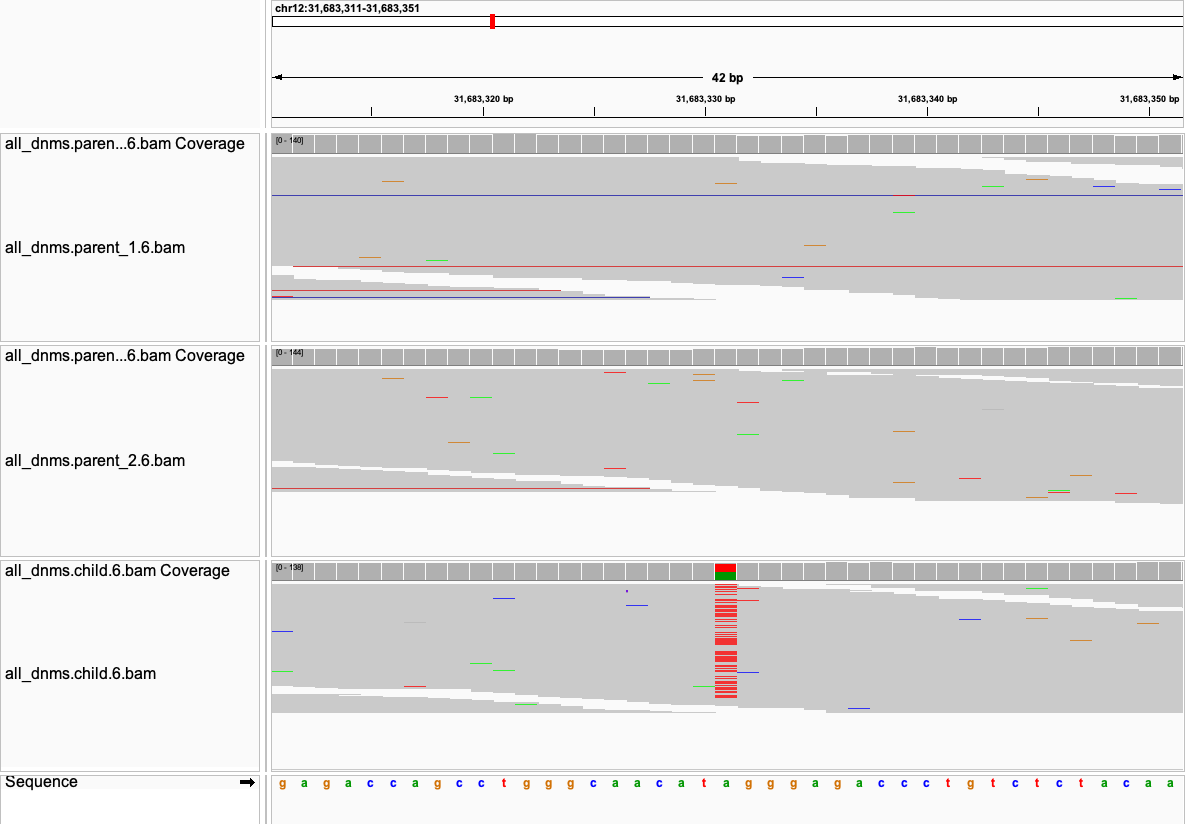 chr12:31,683,311-31,683,351
42 bp
31,683,320 bp 31,683,330 bp 31,683,340 bp 31,683,350 bp
all_dnms.paren...6.bam Coverage
[0 - 140]
all_dnms.parent_1.6.bam
all_dnms.paren...6.bam Coverage
[0 - 144]
all_dnms.parent_2.6.bam
all_dnms.child.6.bam Coverage
[0 - 138]
all_dnms.child.6.bam
Sequence
g a g a c c a g c c t g g g c a a c a t a g g g a g a c c c t g t c t c t a c a a